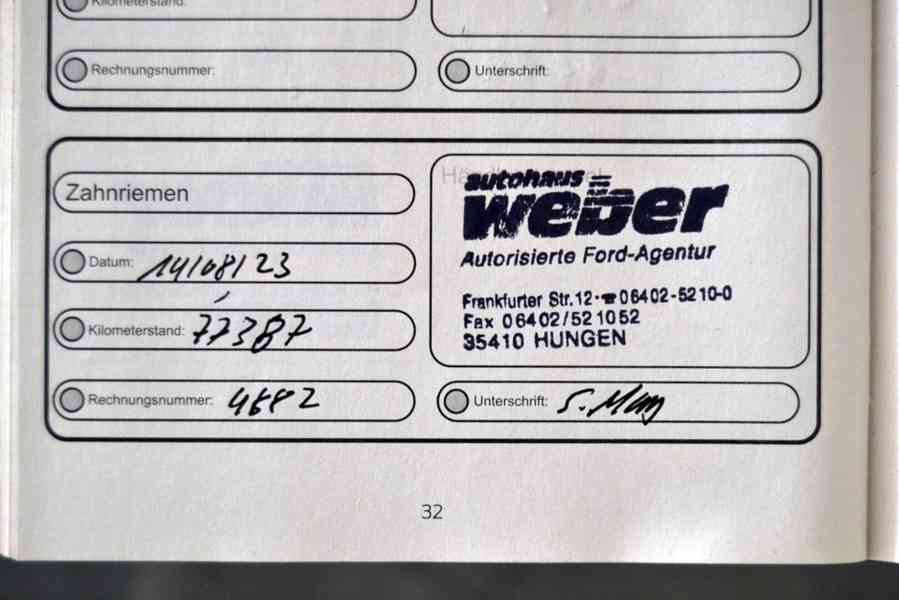 Kilometerstand:
Rechnungsnummer:
Unterschrift:
Zahnriemen
autohaus
weber
Autorisierte Ford-Agentur
Datum: 14/08/23
Frankfurter Str. 12·☎06402-5210-0
Fax 06402/521052
35410 HUNGEN
Kilometerstand: 77387
Rechnungsnummer: 4682
Unterschrift:
32